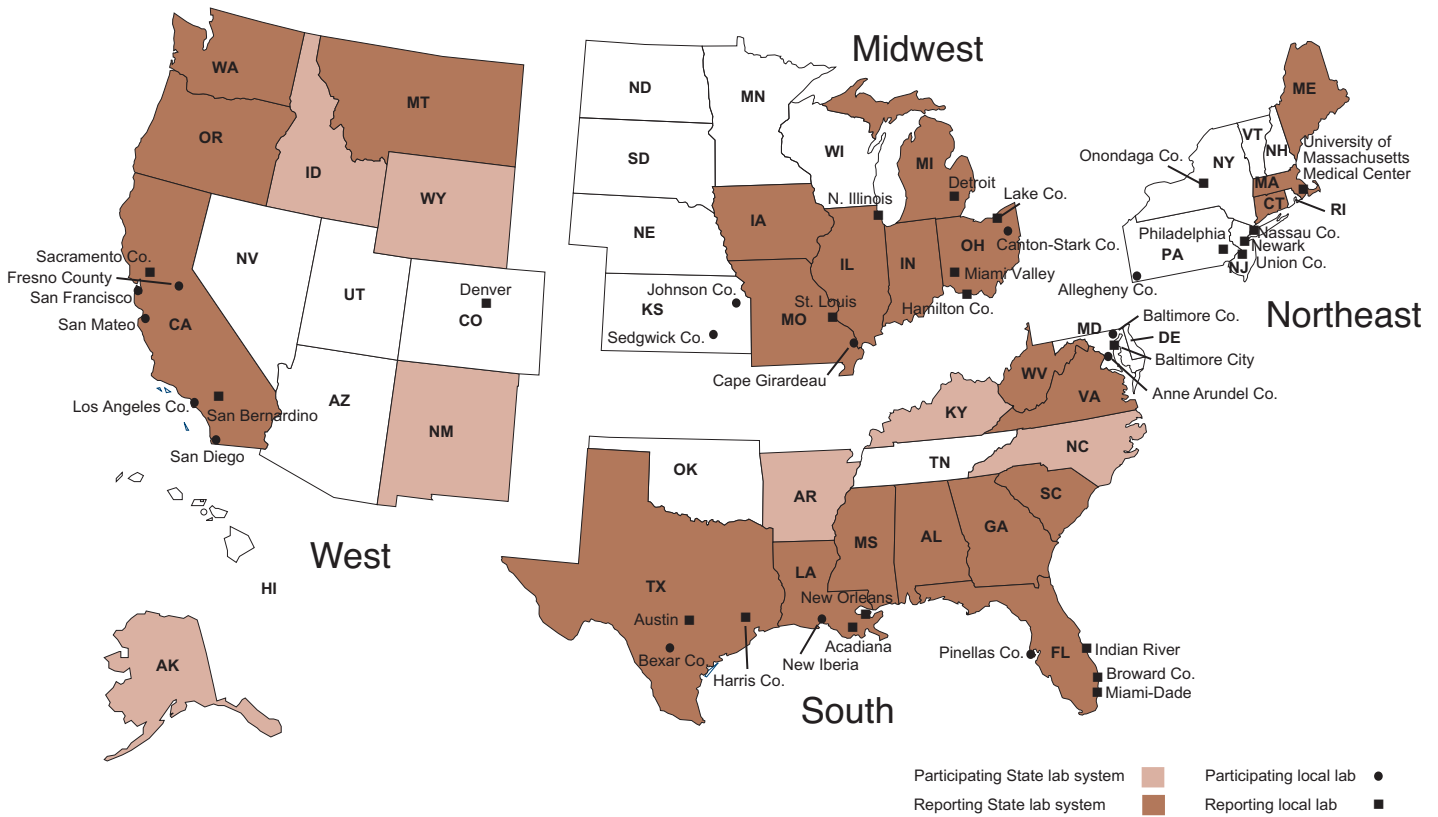 Midwest
WA
MT
OR
ID
WY
ND
MN
SD
WI
MI
NE
IA
N. Illinois
Detroit
Lake Co.
Canton-Stark Co.
OH
IL
IN
Miami Valley
Hamilton Co.
Johnson Co.
KS
Sedgwick Co.
St. Louis
MO
Cape Girardeau
ME
VT
NH
NY
Onondaga Co.
University of
Massachusetts
Medical Center
MA
CT
RI
Nassau Co.
Newark
Union Co.
Philadelphia
PA
NJ
Allegheny Co.
Northeast
Sacramento Co.
Fresno County
San Francisco
San Mateo
CA
NV
UT
Denver
CO
Los Angeles Co.
San Bernardino
San Diego
AZ
NM
West
HI
AK
MD
Baltimore Co.
DE
Baltimore City
Anne Arundel Co.
WV
VA
KY
NC
TN
OK
AR
SC
MS
AL
GA
TX
LA
New Orleans
Austin
Bexar Co.
Harris Co.
New Iberia
Acadiana
Pinellas Co.
FL
Indian River
Broward Co.
Miami-Dade
South
Participating State lab system
Participating local lab
Reporting State lab system
Reporting local lab